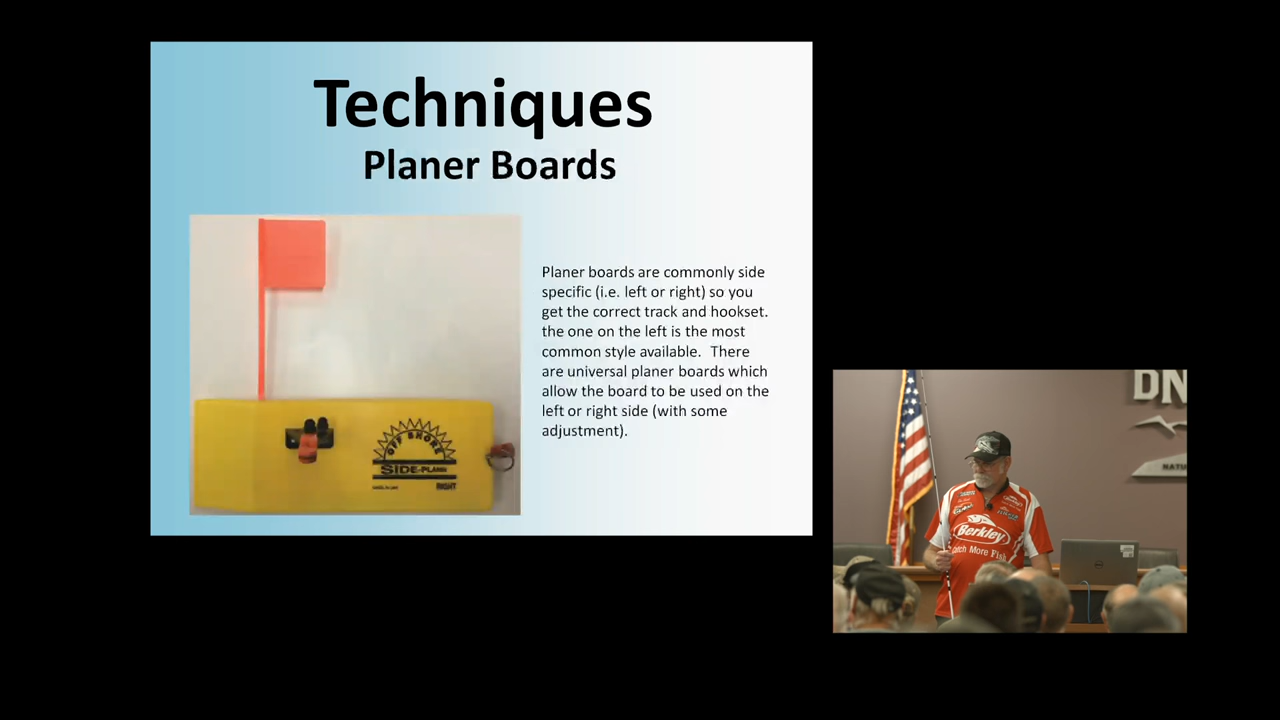 Techniques
Planer Boards
Planer boards are commonly side
specific (i.e. left or right) so you
get the correct track and hookset.
the one on the left is the most
common style available.  There
are universal planer boards which
allow the board to be used on the
left or right side (with some
adjustment).
OFF SHORE
SIDE-PLANER
RIGHT
DN
NATU
Berkley
Catch More Fish